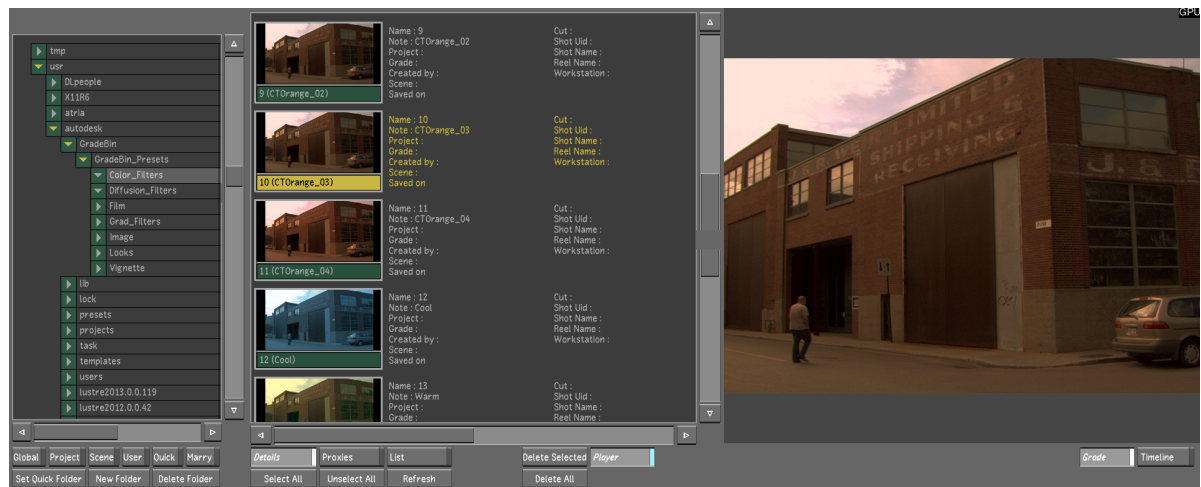 GPU
tmp
usr
DLpeople
X11R6
atria
autodesk
GradeBin
GradeBin_Presets
Color_Filters
Diffusion_Filters
Film
Grad_Filters
Image
Looks
Vignette
lib
lock
presets
projects
task
templates
users
lustre2013.0.0.119
lustre2012.0.0.42
Global Project Scene User Quick Marry
Set Quick Folder New Folder Delete Folder
9 (CTOrange_02)
Name : 9
Note : CTOrange_02
Project :
Grade :
Created by :
Scene :
Saved on
Cut :
Shot Uid :
Shot Name :
Reel Name :
Workstation :
10 (CTOrange_03)
Name : 10
Note : CTOrange_03
Project :
Grade :
Created by :
Scene :
Saved on
Cut :
Shot Uid :
Shot Name :
Reel Name :
Workstation :
11 (CTOrange_04)
Name : 11
Note : CTOrange_04
Project :
Grade :
Created by :
Scene :
Saved on
Cut :
Shot Uid :
Shot Name :
Reel Name :
Workstation :
12 (Cool)
Name : 12
Note : Cool
Project :
Grade :
Created by :
Scene :
Saved on
Cut :
Shot Uid :
Shot Name :
Reel Name :
Workstation :
Name : 13
Note : Warm
Project :
Grade :
Cut :
Shot Uid :
Shot Name :
Reel Name :
Details Proxies List Delete Selected Player
Select All Unselect All Refresh Delete All
LIMITED
SHIPPING &
RECEIVING
J. &
Grade Timeline